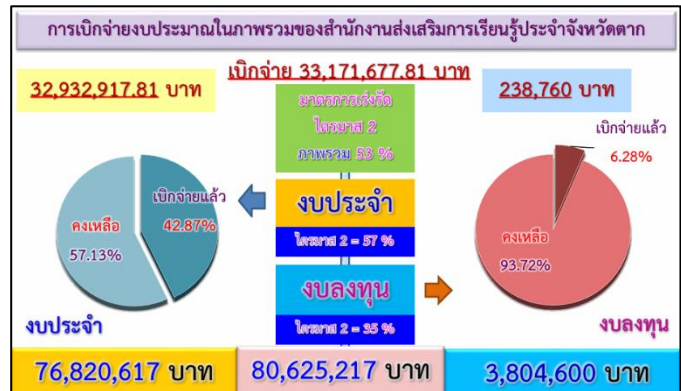 การเบิกจ่ายงบประมาณในภาพรวมของสำนักงานส่งเสริมการเรียนรู้ประจำจังหวัดตาก
32,932,917.81 บาท
เบิกจ่าย 33,171,677.81 บาท
238,760 บาท
มาตรการเร่งรัด
ไตรมาส 2
ภาพรวม 53 %
เบิกจ่ายแล้ว
6.28%
เบิกจ่ายแล้ว
42.87%
คงเหลือ
57.13%
งบประจำ
ไตรมาส 2 = 57 %
คงเหลือ
93.72%
งบลงทุน
ไตรมาส 2 = 35 %
งบประจำ
งบลงทุน
76,820,617 บาท
80,625,217 บาท
3,804,600 บาท